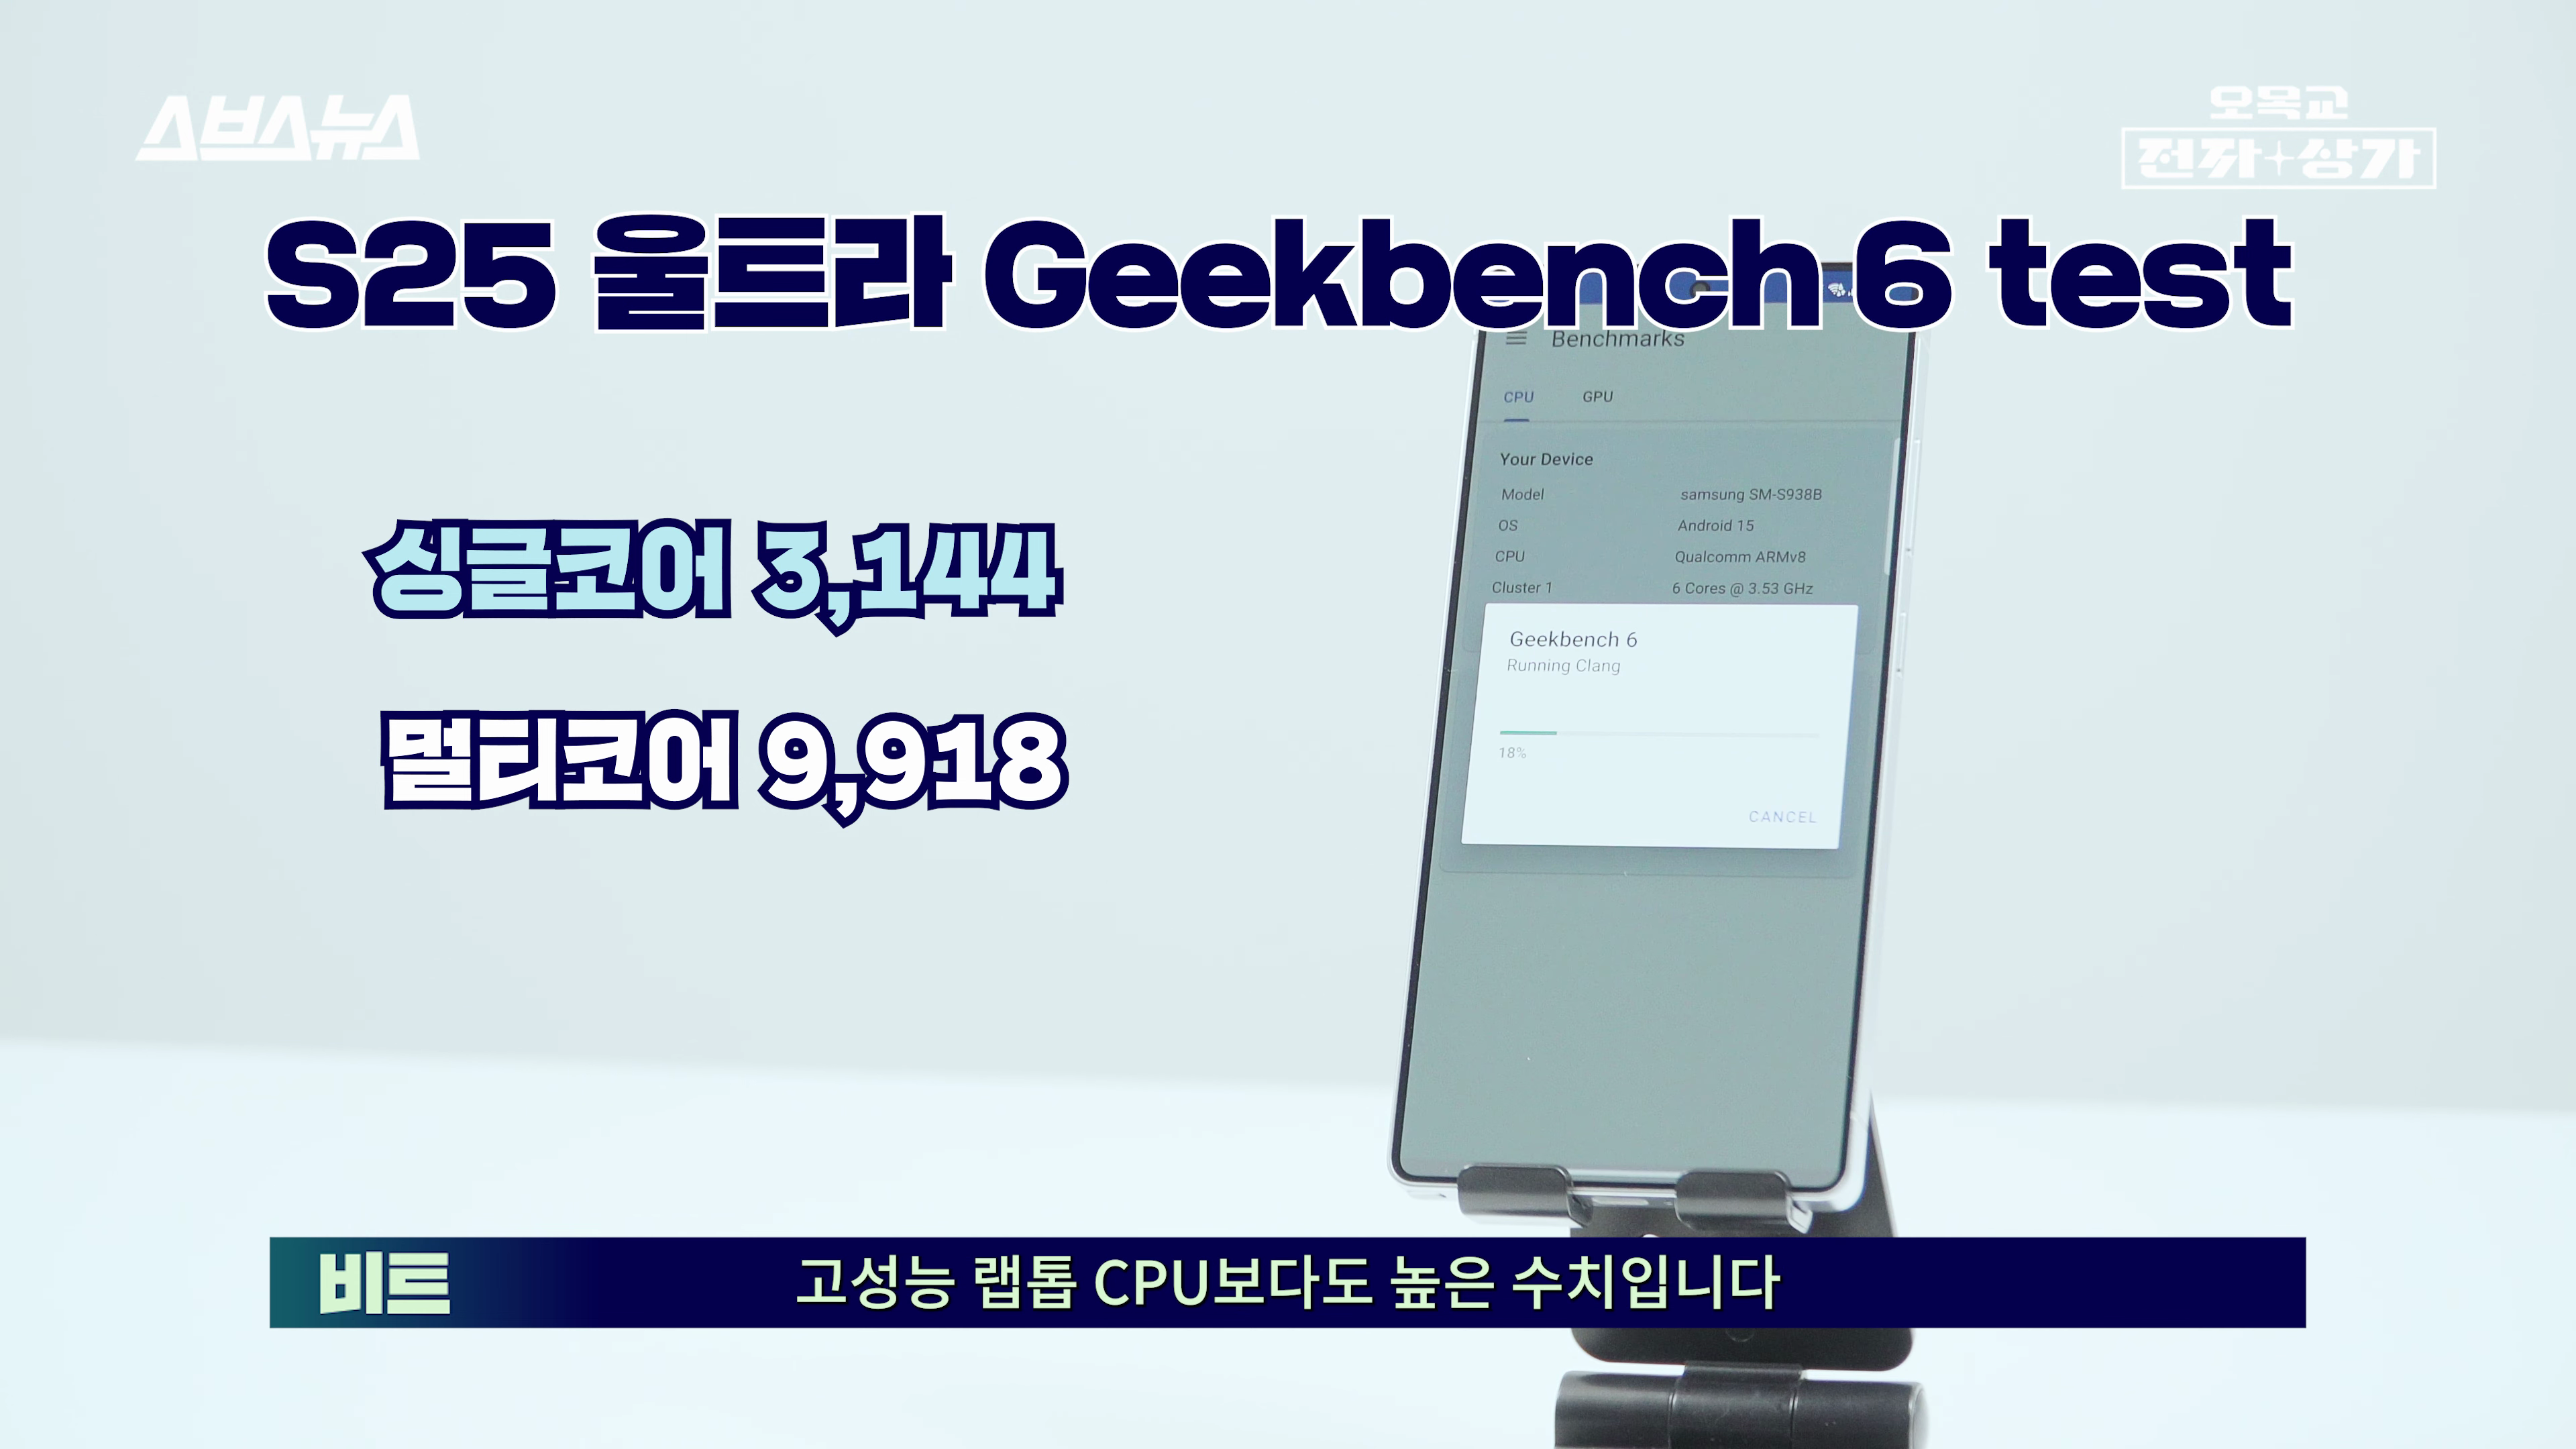 스브스뉴스
오목교
전자상가
S25 울트라 Geekbench 6 test
Benchmarks
CPU GPU
Your Device
Model samsung SM-S938B
OS Android 15
CPU Qualcomm ARMv8
Cluster 1 6 Cores @ 3.53 GHz
싱글코어 3,144
Geekbench 6
Running Clang
멀티코어 9,918
18%
CANCEL
비트 고성능 랩톱 CPU보다도 높은 수치입니다